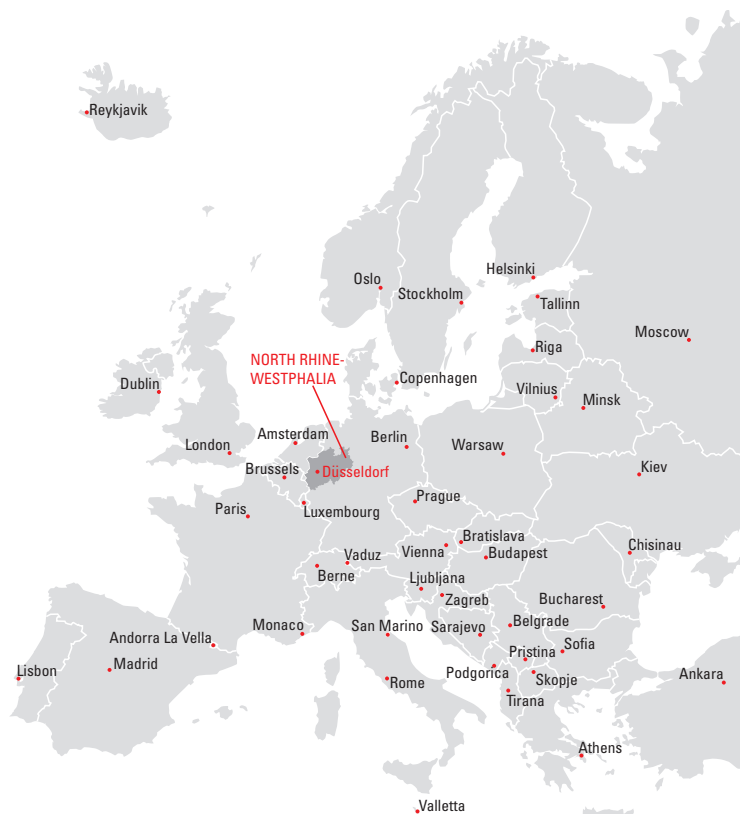 Reykjavik
Helsinki
Oslo
Stockholm
Tallinn
Moscow
Riga
NORTH RHINE-
WESTPHALIA
Copenhagen
Dublin
Vilnius
Minsk
Amsterdam
Berlin
London
Warsaw
Brussels
Düsseldorf
Kiev
Prague
Paris
Luxembourg
Bratislava
Chisinau
Vienna
Budapest
Vaduz
Berne
Ljubljana
Zagreb
Bucharest
Monaco
San Marino
Sarajevo
Belgrade
Andorra La Vella
Sofia
Pristina
Lisbon
Madrid
Podgorica
Skopje
Ankara
Rome
Tirana
Athens
Valletta